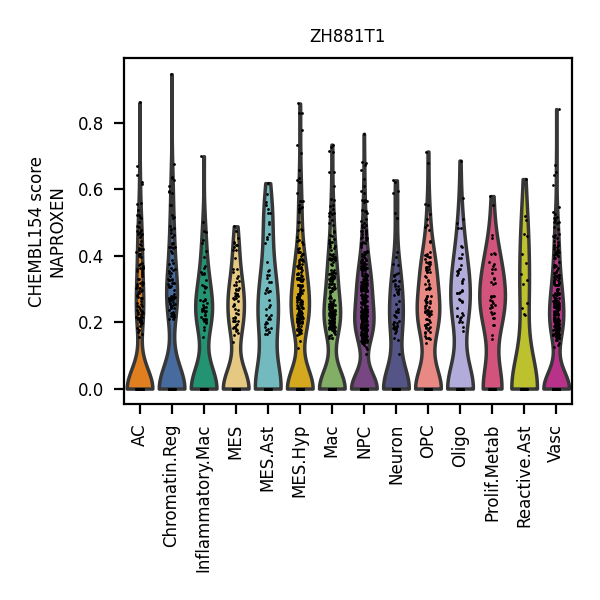 ZH881T1
CHEMBL154 score
NAPROXEN
0.8
0.6
0.4
0.2
0.0
AC
Chromatin.Reg
Inflammatory.Mac
MES
MES.Ast
MES.Hyp
Mac
NPC
Neuron
OPC
Oligo
Prolif.Metab
Reactive.Ast
Vasc